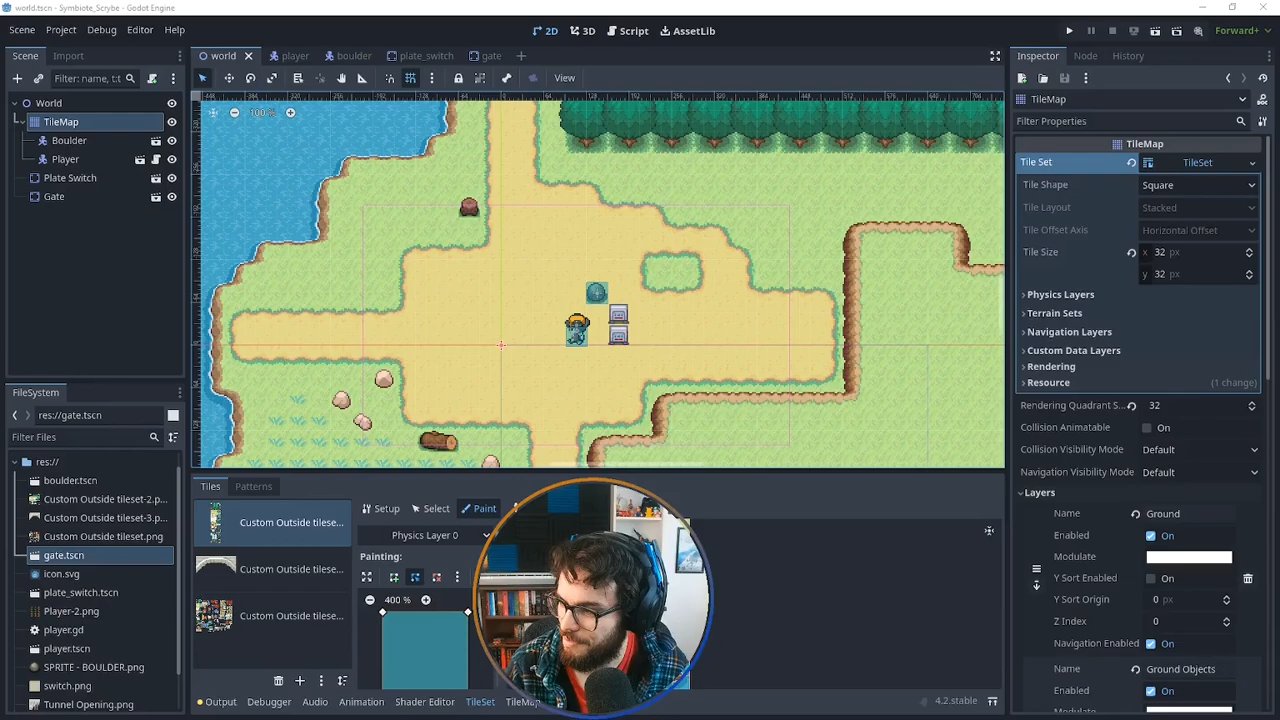 world.tscn - Symbiote_Scrybe - Godot Engine
Scene Project Debug Editor Help
2D 3D Script AssetLib
Forward+
Scene Import
world player boulder plate_switch gate
Inspector Node History
Filter: name, t:t
View
World
TileMap
Boulder
Player
Plate Switch
Gate
100 %
TileMap
Filter Properties
TileMap
Tile Set TileSet
Tile Shape Square
Tile Layout Stacked
Tile Offset Axis Horizontal Offset
Tile Size x 32 px
y 32 px
Physics Layers
Terrain Sets
Navigation Layers
Custom Data Layers
Rendering
Resource (1 change)
Rendering Quadrant S... 32
Collision Animatable On
Collision Visibility Mode Default
Navigation Visibility Mode Default
Layers
Name Ground
Enabled On
Modulate
Y Sort Enabled On
Y Sort Origin 0 px
Z Index 0
Navigation Enabled On
Name Ground Objects
Enabled On
Modulate
FileSystem
res://gate.tscn
Filter Files
res://
boulder.tscn
Custom Outside tileset-2.p...
Custom Outside tileset-3.p...
Custom Outside tileset.png
gate.tscn
icon.svg
plate_switch.tscn
Player-2.png
player.gd
player.tscn
SPRITE - BOULDER.png
switch.png
Tunnel Opening.png
Tiles Patterns
Custom Outside tilese...
Custom Outside tilese...
Custom Outside tilese...
Setup Select Paint
Physics Layer 0
Painting:
400 %
Output Debugger Audio Animation Shader Editor TileSet TileMap
4.2.stable